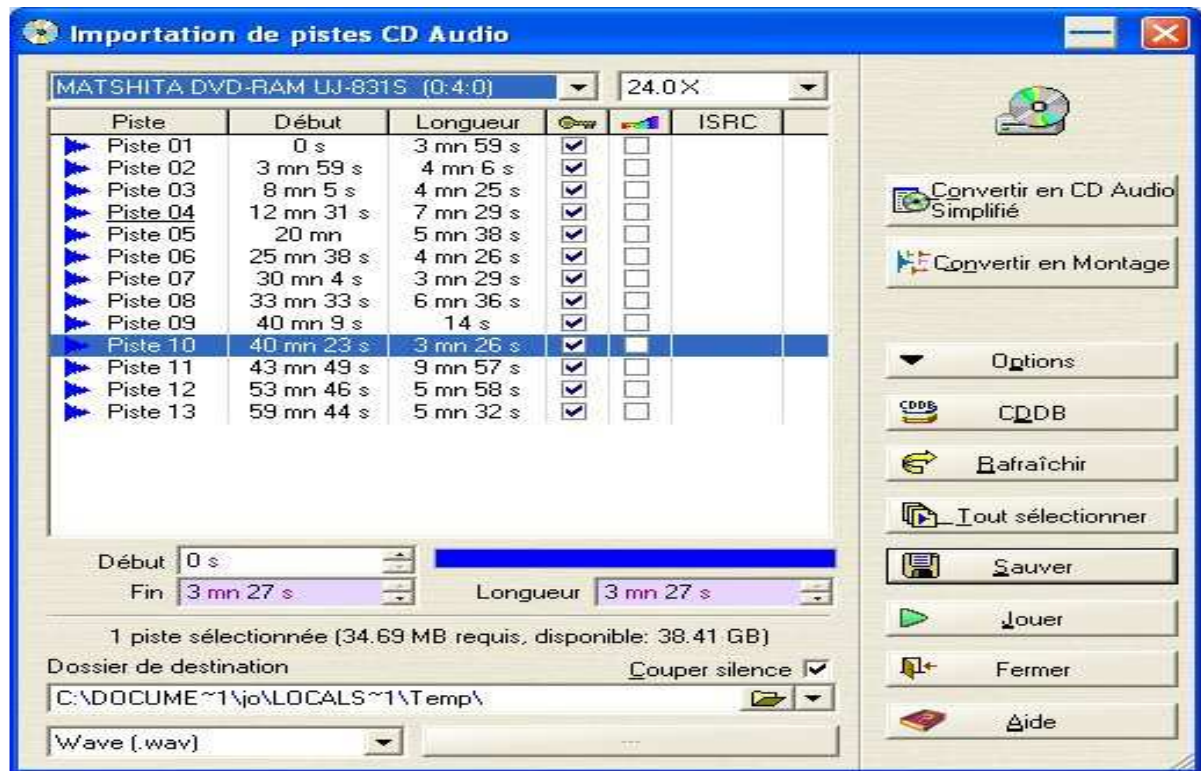 Importation de pistes CD Audio
MATSHITA DVD-RAM UJ-831S (0:4:0) 24.0X
Piste Début Longueur ISRC
Piste 01 0 s 3 mn 59 s
Piste 02 3 mn 59 s 4 mn 6 s
Piste 03 8 mn 5 s 4 mn 25 s
Piste 04 12 mn 31 s 7 mn 29 s
Piste 05 20 mn 5 mn 38 s
Piste 06 25 mn 38 s 4 mn 26 s
Piste 07 30 mn 4 s 3 mn 29 s
Piste 08 33 mn 33 s 6 mn 36 s
Piste 09 40 mn 9 s 14 s
Piste 10 40 mn 23 s 3 mn 26 s
Piste 11 43 mn 49 s 9 mn 57 s
Piste 12 53 mn 46 s 5 mn 58 s
Piste 13 59 mn 44 s 5 mn 32 s
Début 0 s
Fin 3 mn 27 s Longueur 3 mn 27 s
1 piste sélectionnée (34.69 MB requis, disponible: 38.41 GB)
Dossier de destination Couper silence
C:\DOCUME~1\jo\LOCALS~1\Temp\
Wave (.wav) ...
Convertir en CD Audio
Simplifié
Convertir en Montage
Options
CDDB CDDB
Rafraîchir
Tout sélectionner
Sauver
Jouer
Fermer
Aide